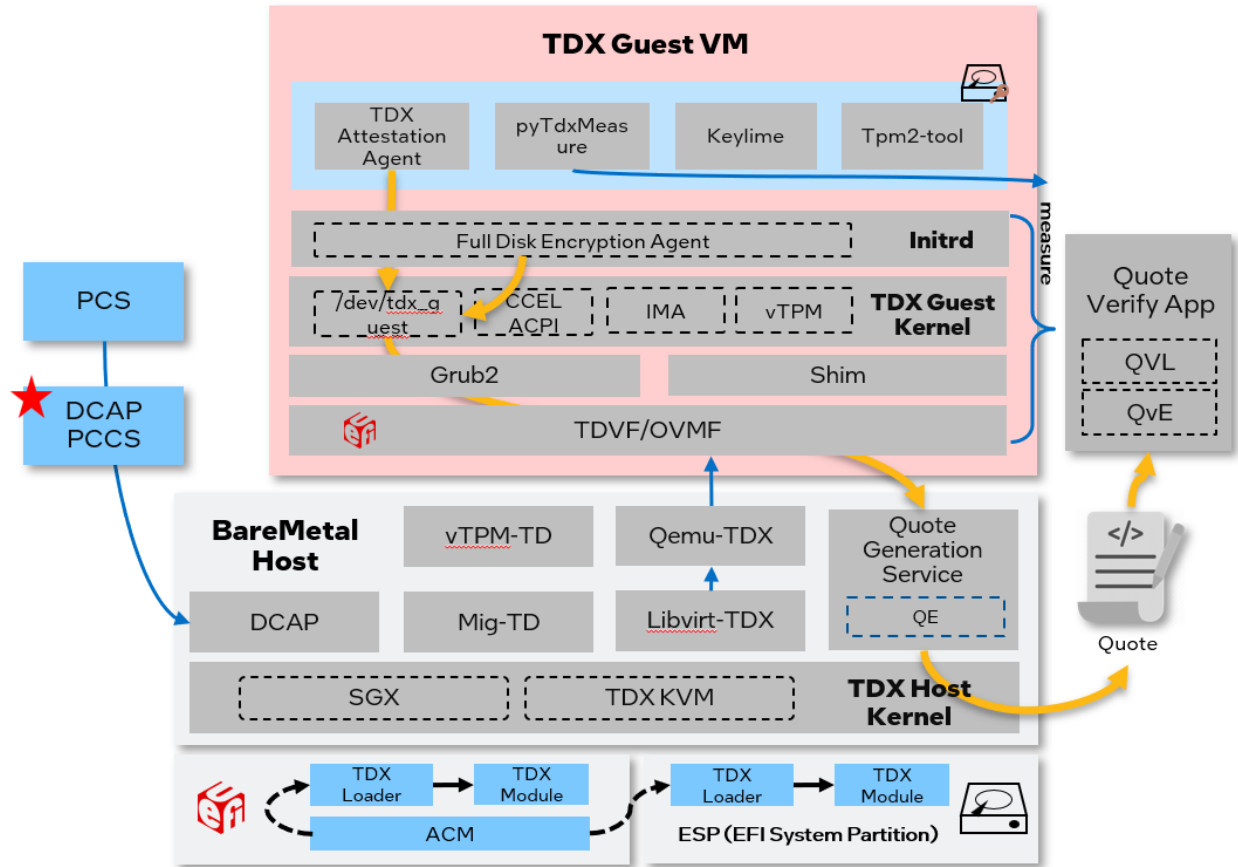 TDX Guest VM
TDX
Attestation
Agent
pyTdxMeas
ure
Keylime
Tpm2-tool
measure
Full Disk Encryption Agent
Initrd
/dev/tdx_g
uest
CCEL
ACPI
IMA
vTPM
TDX Guest
Kernel
Grub2
Shim
UEFI
TDVF/OVMF
PCS
DCAP
PCCS
Quote
Verify App
QVL
QvE
</>
Quote
BareMetal
Host
vTPM-TD
Qemu-TDX
Quote
Generation
Service
QE
DCAP
Mig-TD
Libvirt-TDX
SGX
TDX KVM
TDX Host
Kernel
UEFI
TDX
Loader
TDX
Module
ACM
TDX
Loader
TDX
Module
ESP (EFI System Partition)